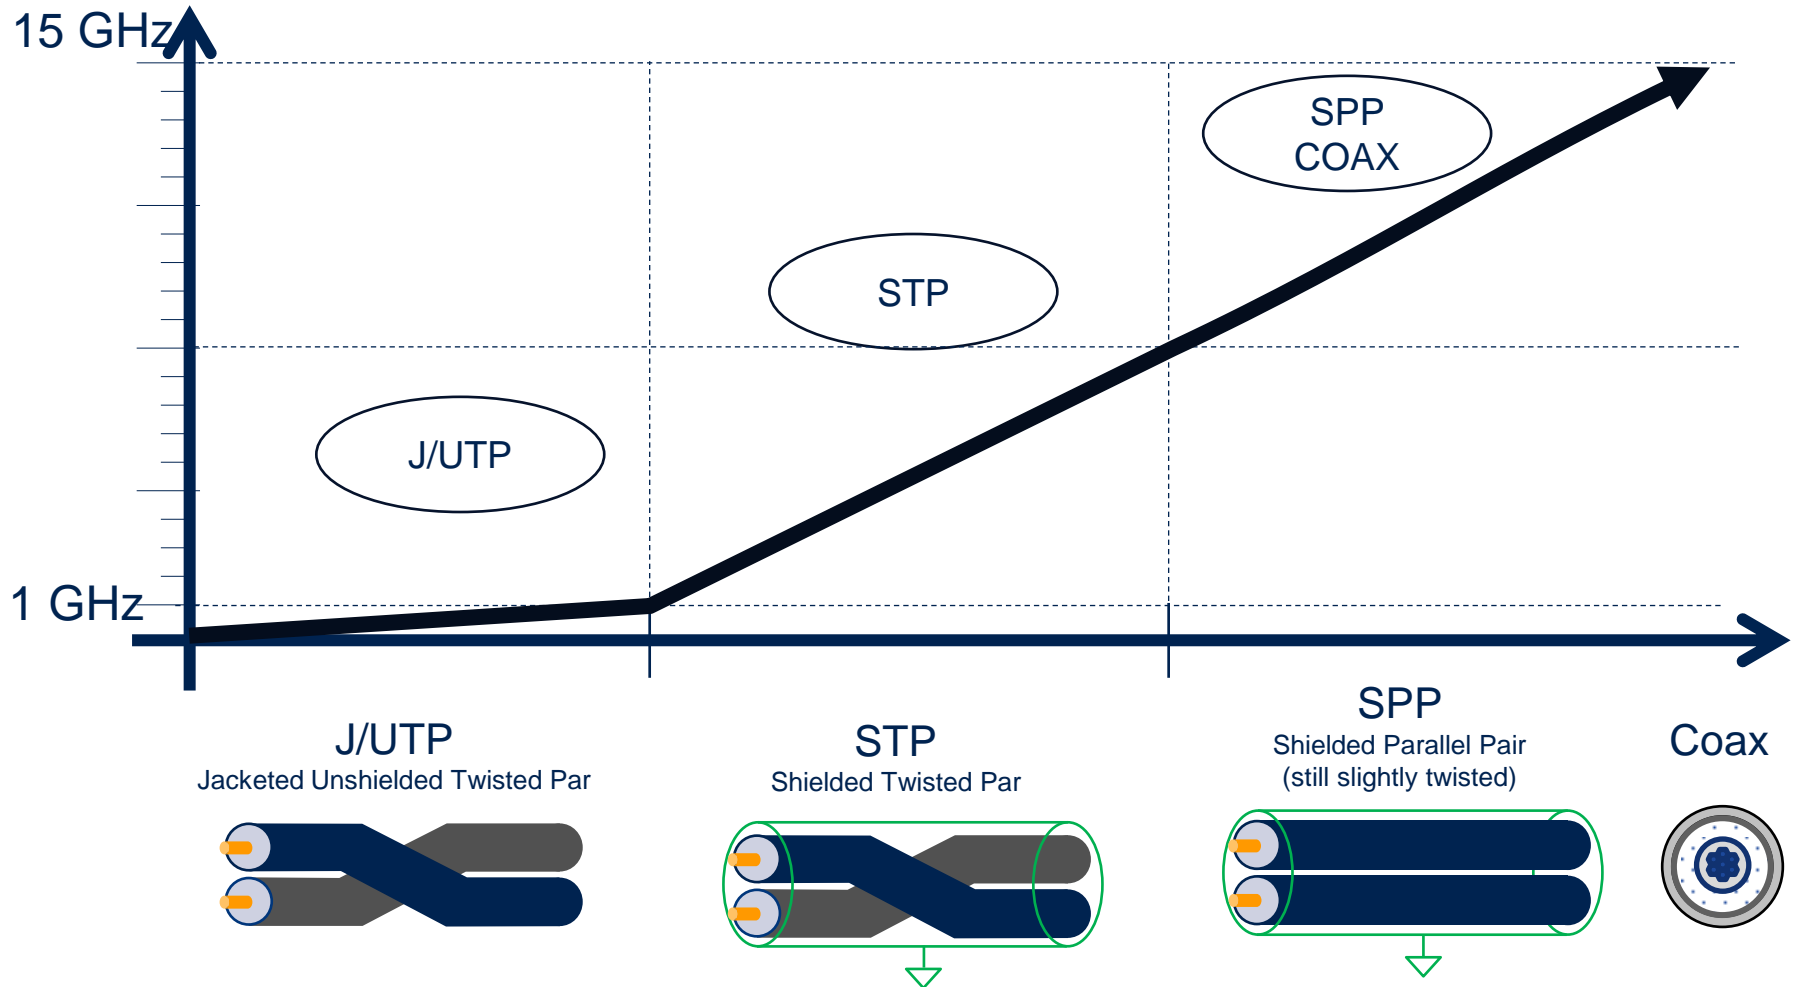 15 GHz
SPP
COAX
STP
J/UTP
1 GHz
J/UTP
Jacketed Unshielded Twisted Par
STP
Shielded Twisted Par
SPP
Shielded Parallel Pair
(still slightly twisted)
Coax